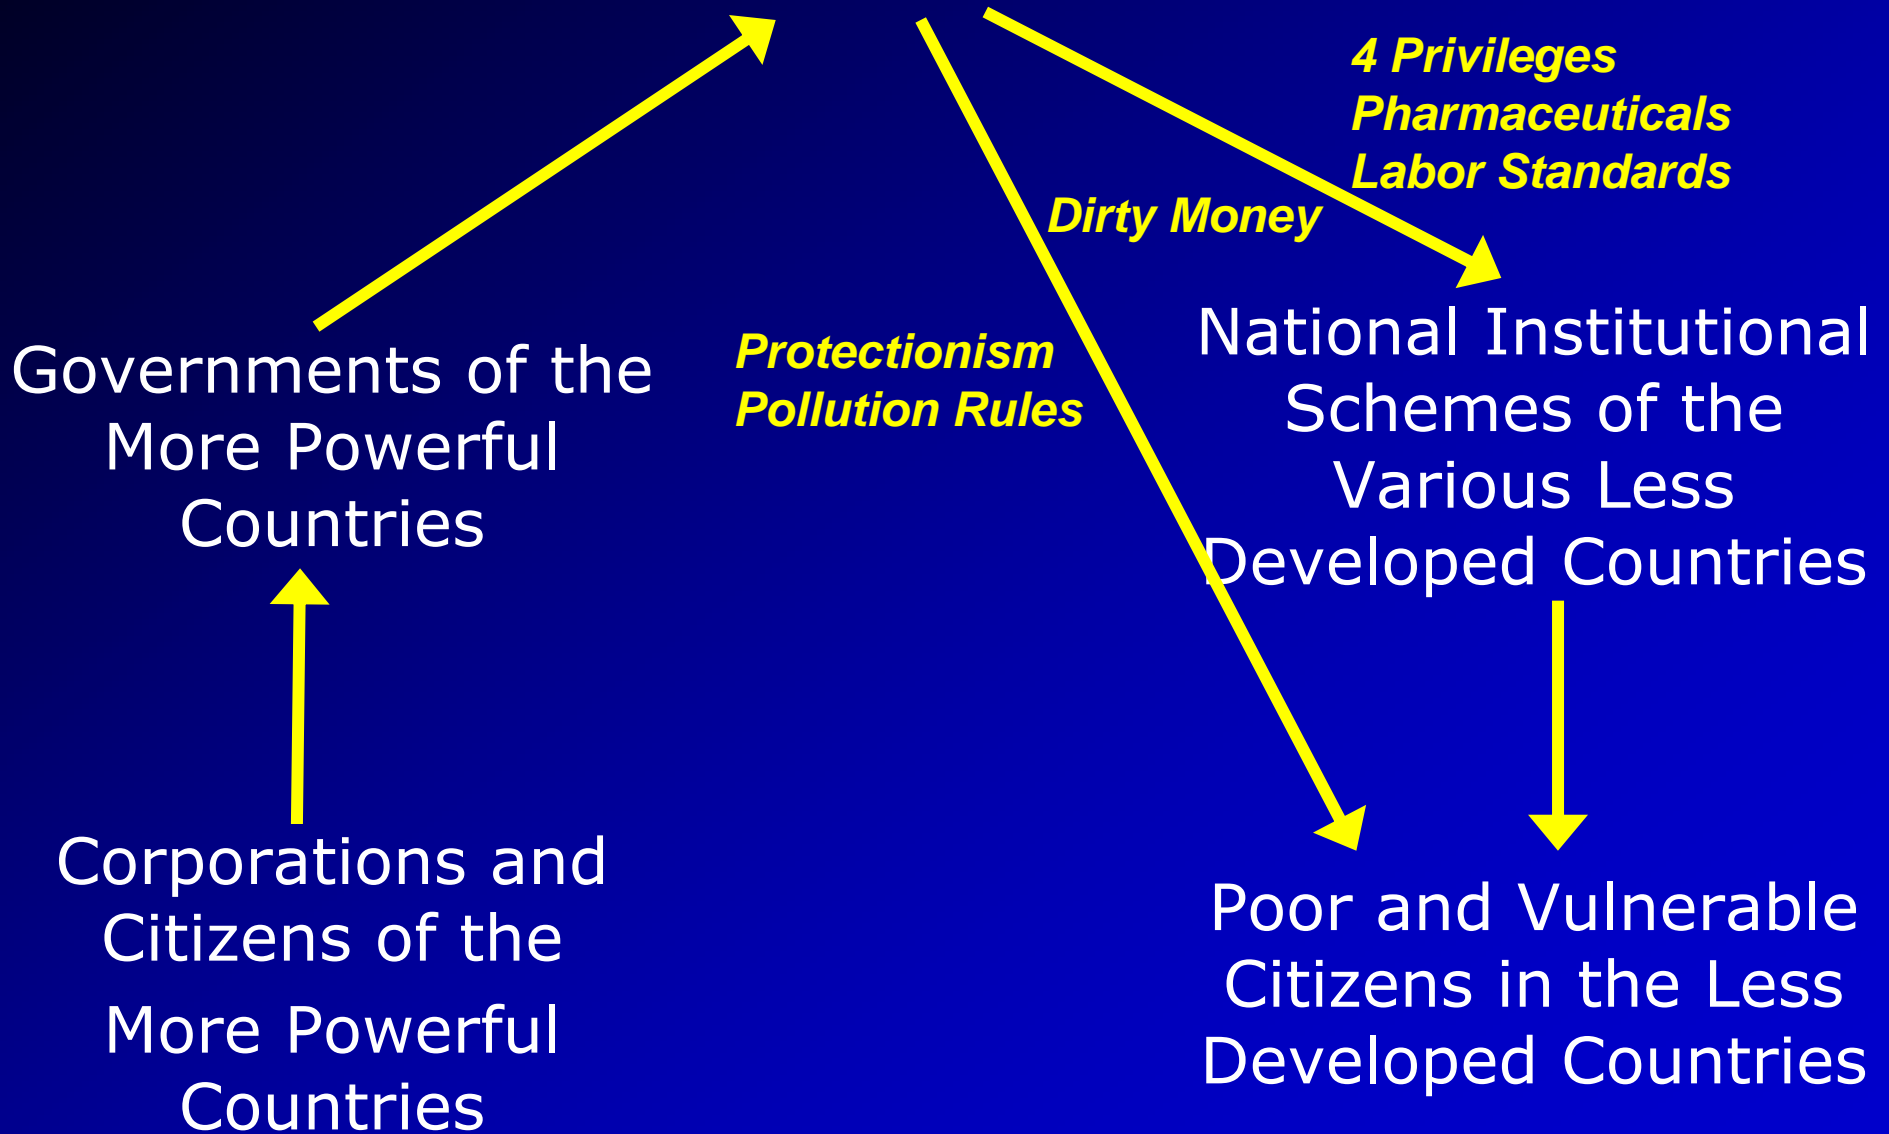 4 Privileges
Pharmaceuticals
Labor Standards
Dirty Money
Protectionism
Pollution Rules
Governments of the
More Powerful
Countries
National Institutional
Schemes of the
Various Less
Developed Countries
Corporations and
Citizens of the
More Powerful
Countries
Poor and Vulnerable
Citizens in the Less
Developed Countries